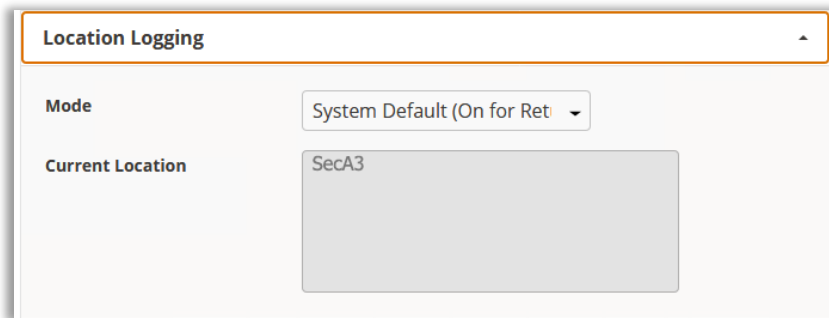 Location Logging
Mode
System Default (On for Ret
Current Location
SecA3